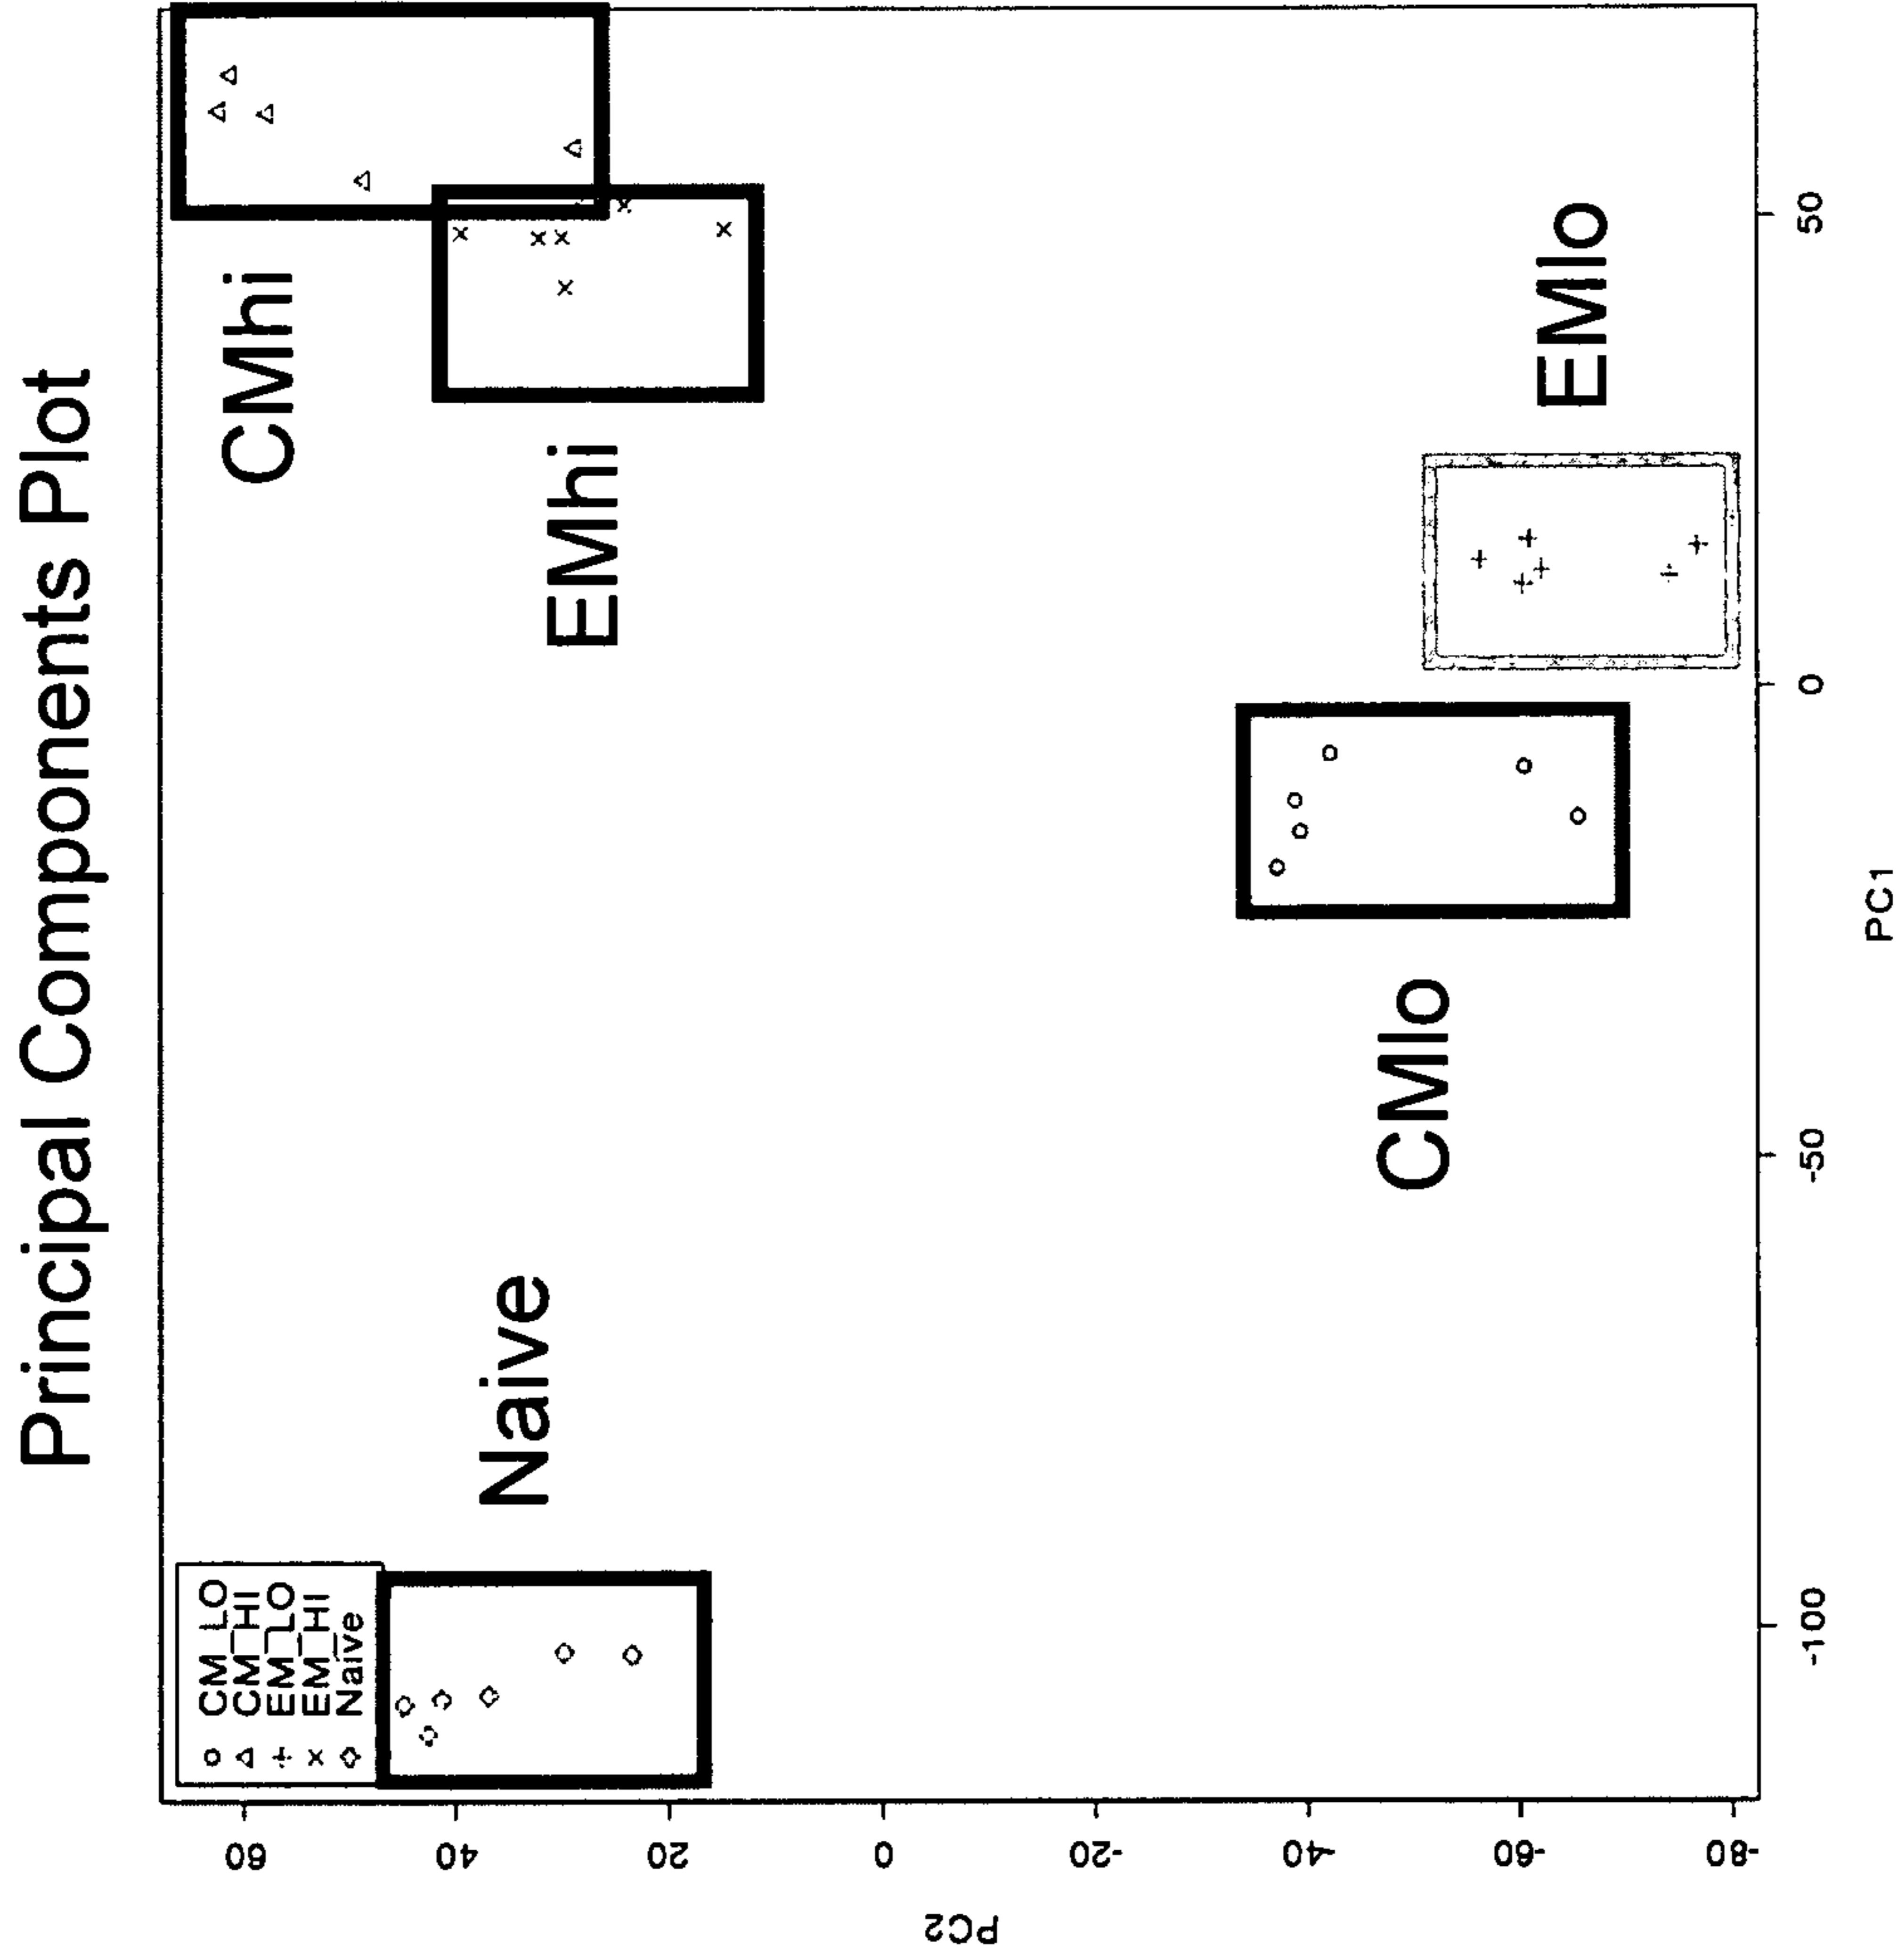 Principal Components Plot
CM_LO
CM_HI
EM_LO
EM_HI
Naive
Naive
CMhi
EMhi
CMlo
EMlo
PC2
60
40
20
0
-20
-40
-60
-80
-100
-50
0
50
PC1